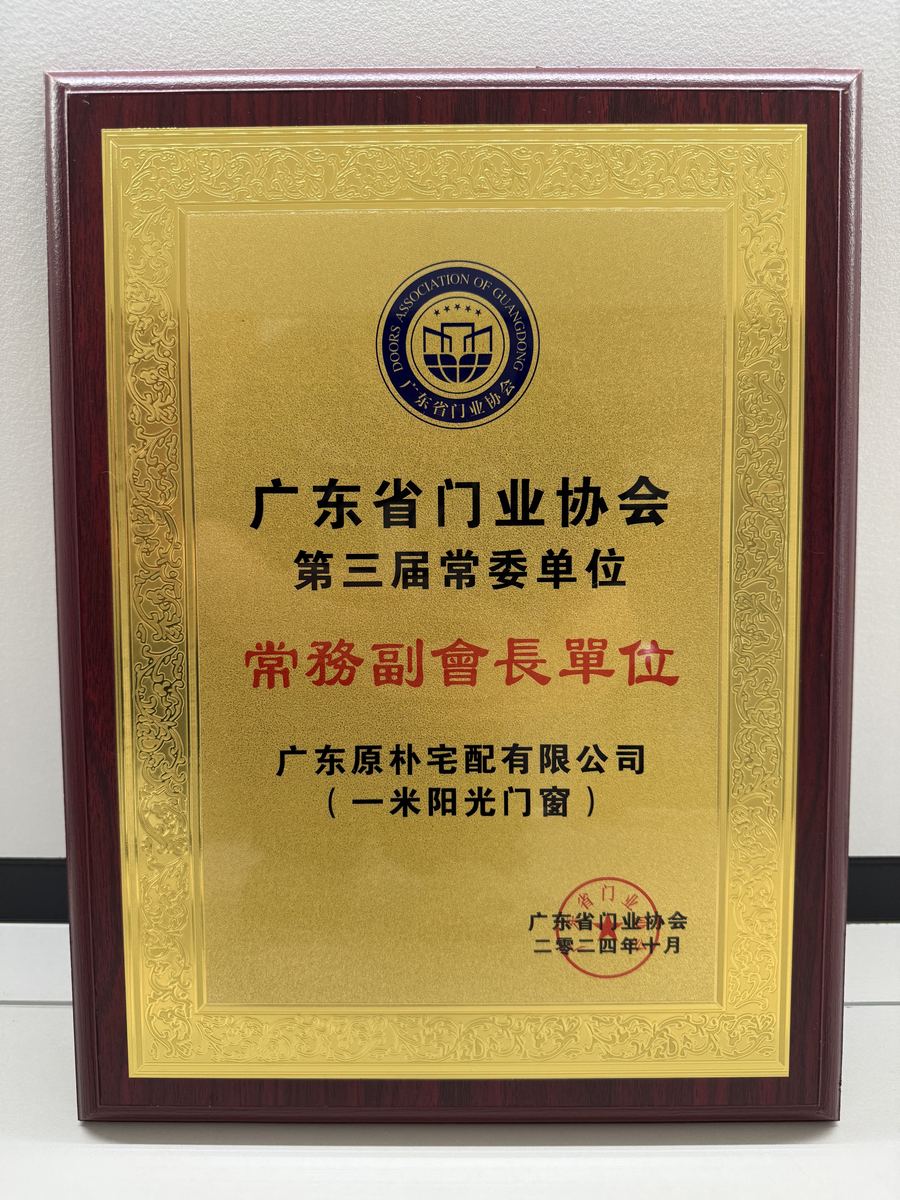 DOORS ASSOCIATION OF GUANGDONG
广东省门业协会
广东省门业协会
第三届常委单位
常務副會長單位
广东原朴宅配有限公司
（一米阳光门窗）
省门业
广东省门业协会
二零二四年十月